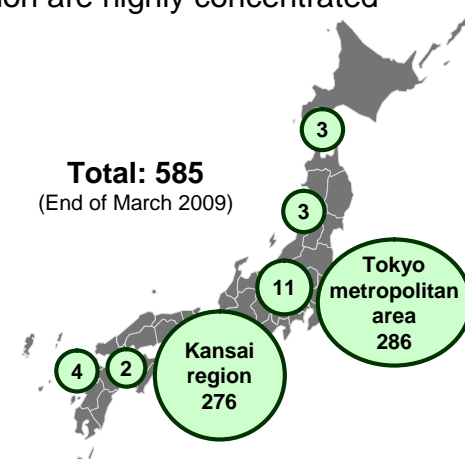 ion are highly concentrated
3
Total: 585
(End of March 2009)
3
11
Tokyo
metropolitan
area
286
Kansai
region
276
4
2